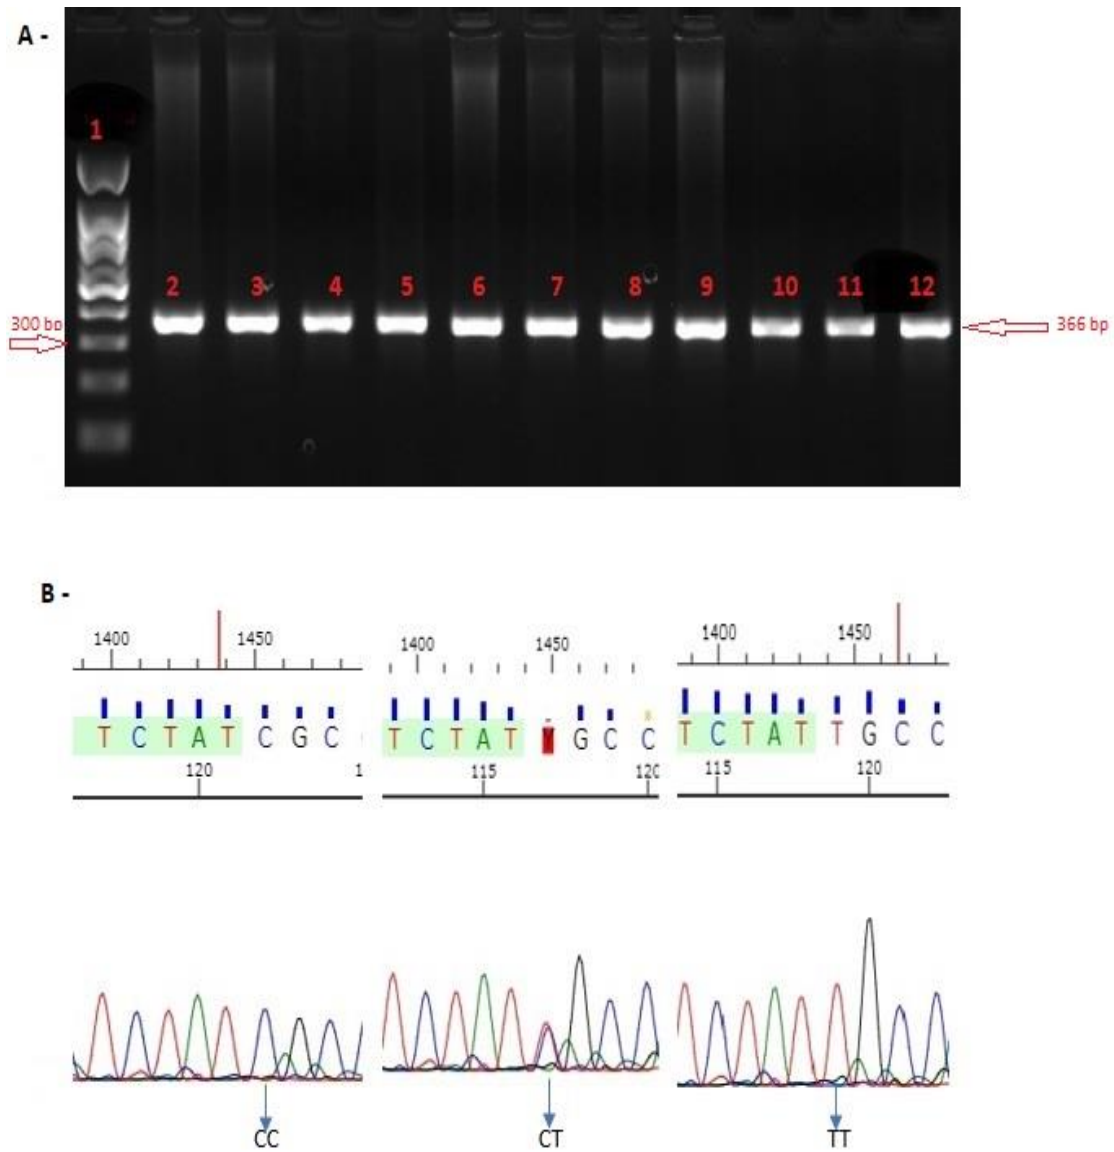 A -
1
2 3 4 5 6 7 8 9 10 11 12
300 bp
366 bp
B -
1400 1450
T C T A T C G C
120 1
CC
1400 1450
T C T A T Y G C C
115 120
CT
1400 1450
T C T A T T G C C
115 120
TT